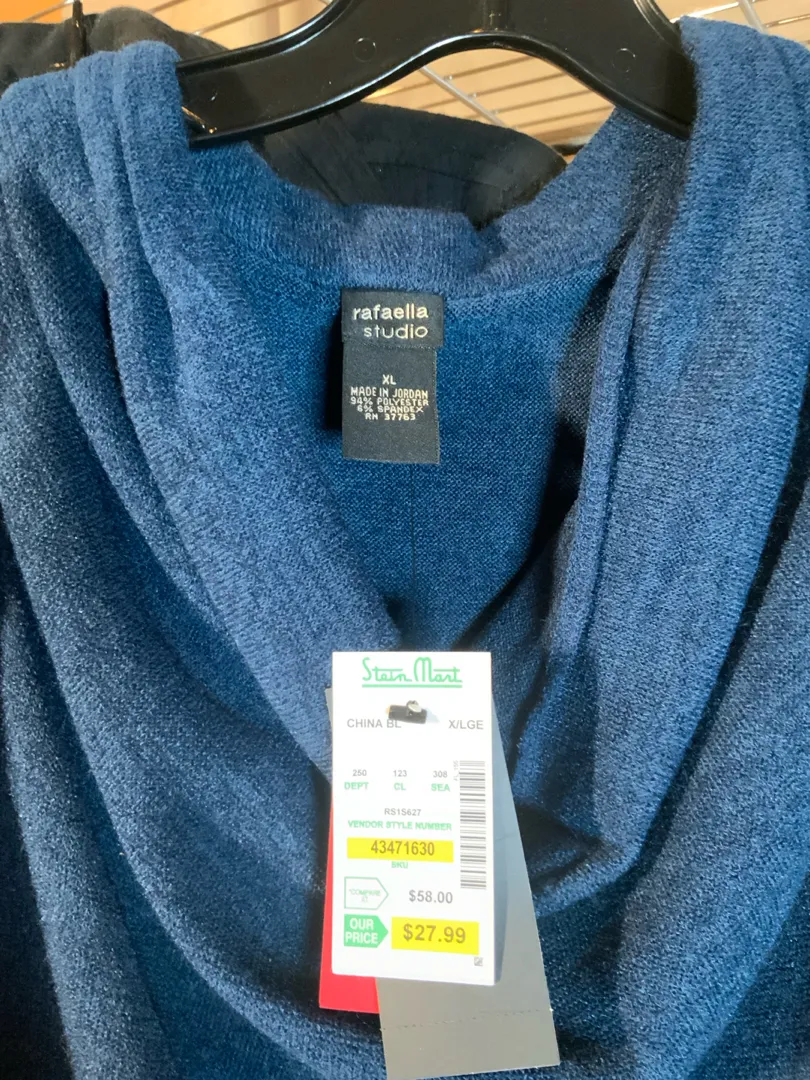 rafaella
studio
XL
MADE IN JORDAN
94% POLYESTER
6% SPANDEX
RN 37763
Stein Mart
CHINA BL X/LGE
250 123 308
DEPT CL SEA
RS1S627
VENDOR STYLE NUMBER
43471630
SKU
*COMPARE $58.00
OUR
PRICE $27.99